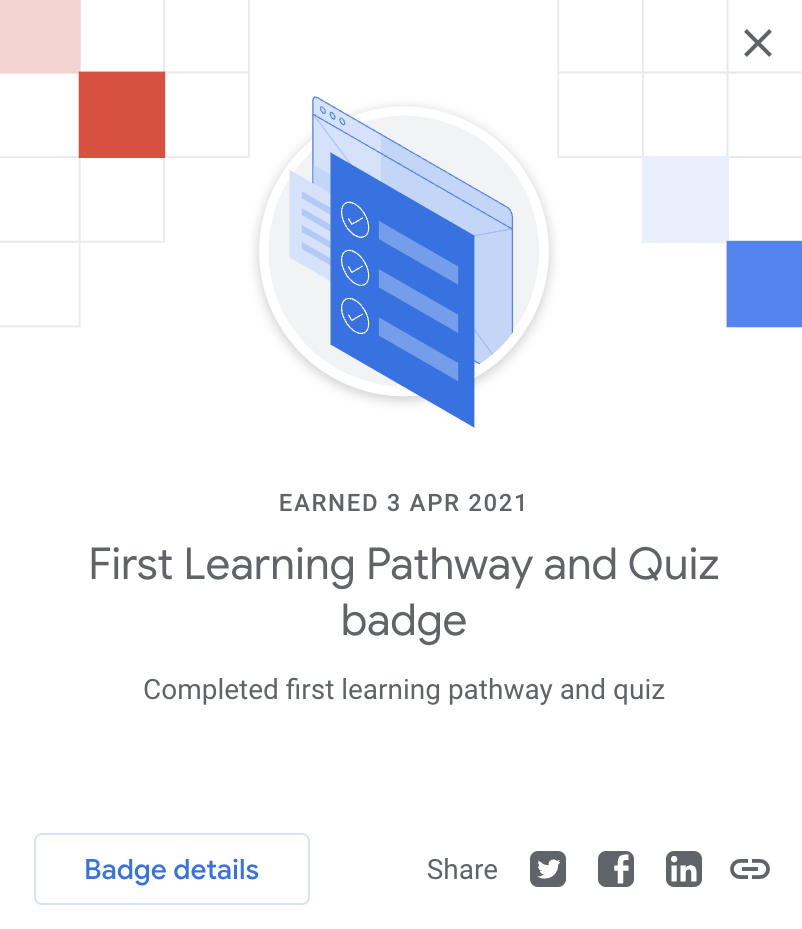 EARNED 3 APR 2021
First Learning Pathway and Quiz
badge
Completed first learning pathway and quiz
Badge details
Share